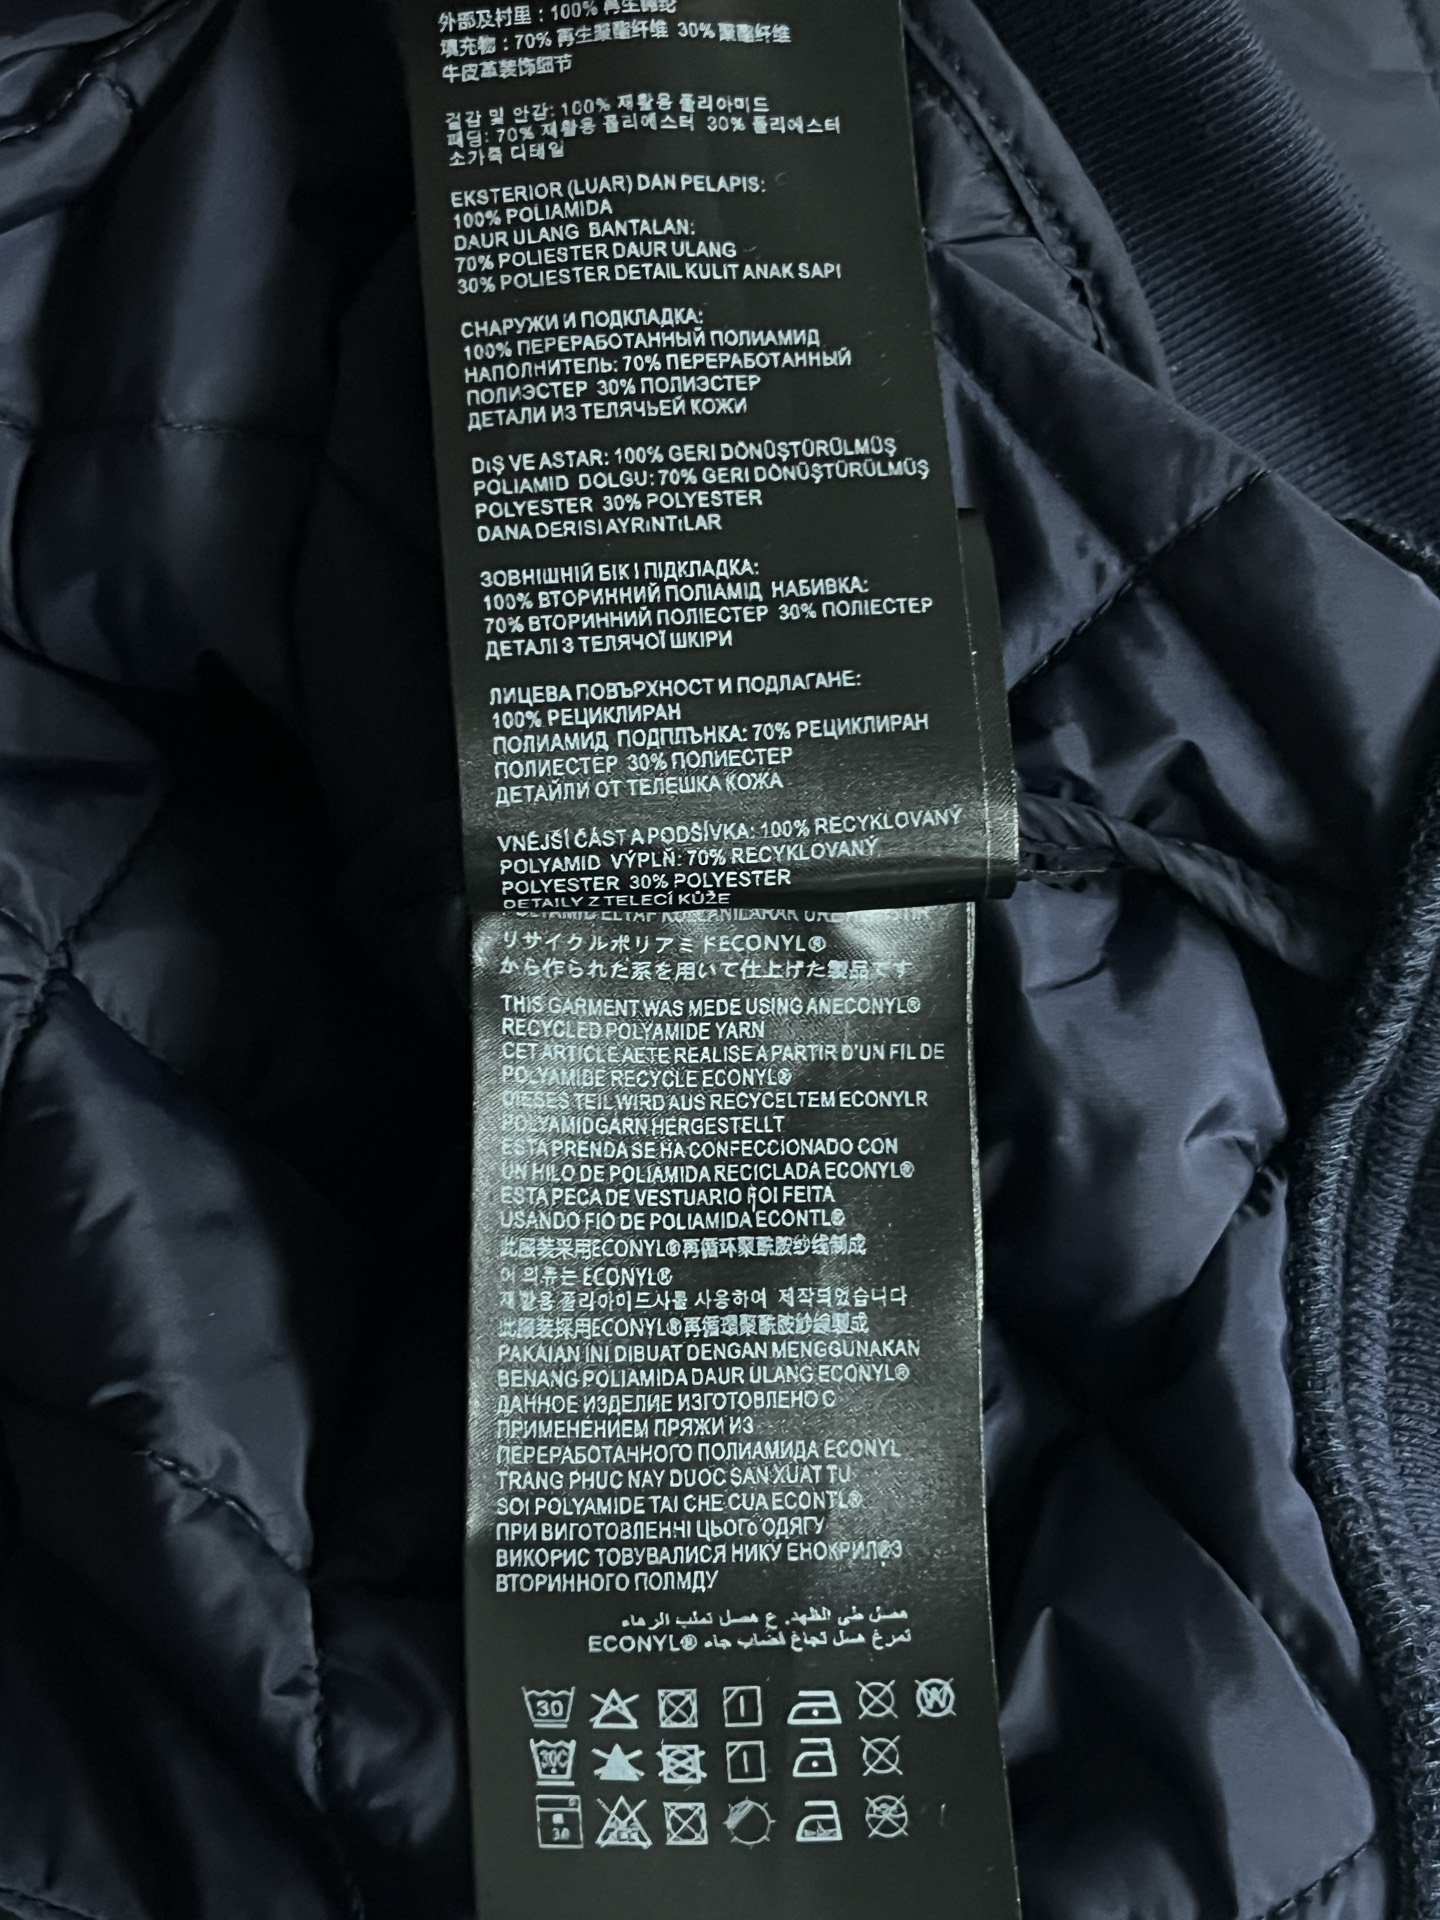 外部及衬里：100% 再生锦纶
填充物：70% 再生聚酯纤维 30% 聚酯纤维
牛皮革装饰细节
겉감 및 안감: 100% 재활용 폴리아미드
패딩: 70% 재활용 폴리에스터 30% 폴리에스터
소가죽 디테일
EKSTERIOR (LUAR) DAN PELAPIS:
100% POLIAMIDA
DAUR ULANG BANTALAN:
70% POLIESTER DAUR ULANG
30% POLIESTER DETAIL KULIT ANAK SAPI
СНАРУЖИ И ПОДКЛАДКА:
100% ПЕРЕРАБОТАННЫЙ ПОЛИАМИД
НАПОЛНИТЕЛЬ: 70% ПЕРЕРАБОТАННЫЙ
ПОЛИЭСТЕР 30% ПОЛИЭСТЕР
ДЕТАЛИ ИЗ ТЕЛЯЧЬЕЙ КОЖИ
DıŞ VE ASTAR: 100% GERI DÖNÜŞTÜRÜLMÜŞ
POLIAMID DOLGU: 70% GERI DÖNÜŞTÜRÜLMÜŞ
POLYESTER 30% POLYESTER
DANA DERISI AYRıNTıLAR
ЗОВНІШНІЙ БІК І ПІДКЛАДКА:
100% ВТОРИННИЙ ПОЛІАМІД НАБИВКА:
70% ВТОРИННИЙ ПОЛІЕСТЕР 30% ПОЛІЕСТЕР
ДЕТАЛІ З ТЕЛЯЧОЇ ШКІРИ
ЛИЦЕВА ПОВЪРХНОСТ И ПОДЛАГАНЕ:
100% РЕЦИКЛИРАН
ПОЛИАМИД ПОДПЛЪНКА: 70% РЕЦИКЛИРАН
ПОЛИЕСТЕР 30% ПОЛИЕСТЕР
ДЕТАЙЛИ ОТ ТЕЛЕШКА КОЖА
VNĚJŠÍ ČÁST A PODŠÍVKA: 100% RECYKLOVANÝ
POLYAMID VÝPLŇ: 70% RECYKLOVANÝ
POLYESTER 30% POLYESTER
DETAILY Z TELECÍ KŮŽE
リサイクルポリアミドECONYL®
から作られた系を用いて仕上げた製品です
THIS GARMENT WAS MEDE USING AN ECONYL®
RECYCLED POLYAMIDE YARN
CET ARTICLE AETE REALISE A PARTIR D'UN FIL DE
POLYAMIBE RECYCLE ECONYL®
DIESES TEIL WIRD AUS RECYCELTEM ECONYLR
POLYAMIDGARN HERGESTELLT
ESTA PRENDA SE HA CONFECCIONADO CON
UN HILO DE POLIAMIDA RECICLADA ECONYL®
ESTA PECA DE VESTUARIO FOI FEITA
USANDO FIO DE POLIAMIDA ECONTL®
此服装采用ECONYL®再循环聚酰胺纱线制成
이 의류는 ECONYL®
재활용 폴리아미드사를 사용하여 제작되었습니다
此服装採用ECONYL®再循環聚酰胺紗線製成
PAKAIAN INI DIBUAT DENGAN MENGGUNAKAN
BENANG POLIAMIDA DAUR ULANG ECONYL®
ДАННОЕ ИЗДЕЛИЕ ИЗГОТОВЛЕНО С
ПРИМЕНЕНИЕМ ПРЯЖИ ИЗ
ПЕРЕРАБОТАННОГО ПОЛИАМИДА ECONYL
TRANG PHUC NAY DUOC SAN XUAT TU
SOI POLYAMIDE TAI CHE CUA ECONTL®
ПРИ ВИГОТОВЛЕННІ ЦЬОГО ОДЯГУ
ВИКОРИС ТОВУВАЛИСЯ НИКУ
ВТОРИННОГО ПОЛМДУ
ECONYL®
30 W
30C
30